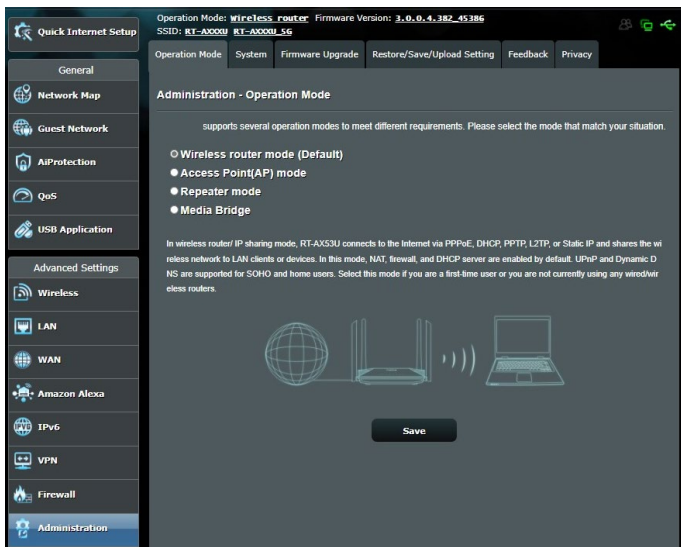 Quick Internet Setup
General
Network Map
Guest Network
AiProtection
QoS
USB Application
Advanced Settings
Wireless
LAN
WAN
Amazon Alexa
IPv6
VPN
Firewall
Administration
Operation Mode: Wireless router Firmware Version: 3.0.0.4.382_45386
SSID: RT-AXXXU RT-AXXXU_5G
Operation Mode System Firmware Upgrade Restore/Save/Upload Setting Feedback Privacy
Administration - Operation Mode
supports several operation modes to meet different requirements. Please select the mode that match your situation.
Wireless router mode (Default)
Access Point(AP) mode
Repeater mode
Media Bridge
In wireless router/ IP sharing mode, RT-AX53U connects to the Internet via PPPoE, DHCP, PPTP, L2TP, or Static IP and shares the wi
reless network to LAN clients or devices. In this mode, NAT, firewall, and DHCP server are enabled by default. UPnP and Dynamic D
NS are supported for SOHO and home users. Select this mode if you are a first-time user or you are not currently using any wired/wir
eless routers.
Save